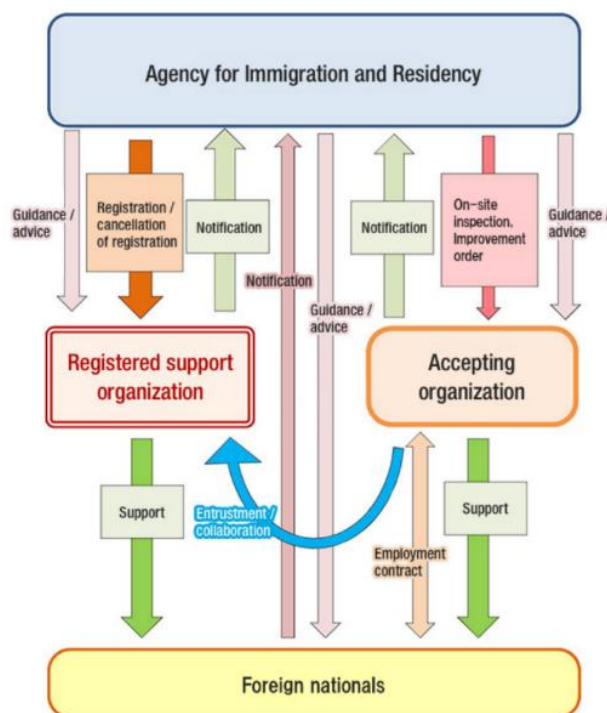 Agency for Immigration and Residency
Guidance /
advice
Registration /
cancellation
of registration
Notification
Notification
Guidance /
advice
Notification
On-site
inspection,
Improvement
order
Guidance /
advice
Registered support
organization
Accepting
organization
Support
Entrustment /
collaboration
Employment
contract
Support
Foreign nationals